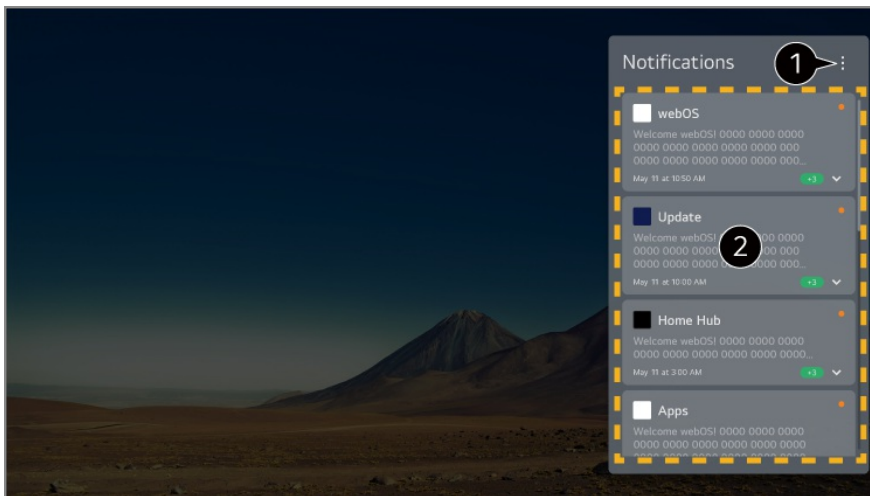 Notifications
1
webOS
Welcome webOS! 0000 0000 0000
0000 0000 0000 0000 0000 000
0000 0000 0000 0000 0000 000...
May 11 at 10:50 AM
+3
Update
Welcome webOS! 0000 0000
0000 0000 0000 000
0000 0000 0000 0000 000...
2
May 11 at 10:00 AM
+3
Home Hub
Welcome webOS! 0000 0000 0000
0000 0000 0000 0000 0000 0000...
May 11 at 3:00 AM
+3
Apps
Welcome webOS! 0000 0000 0000
0000 0000 0000 0000 0000 0000